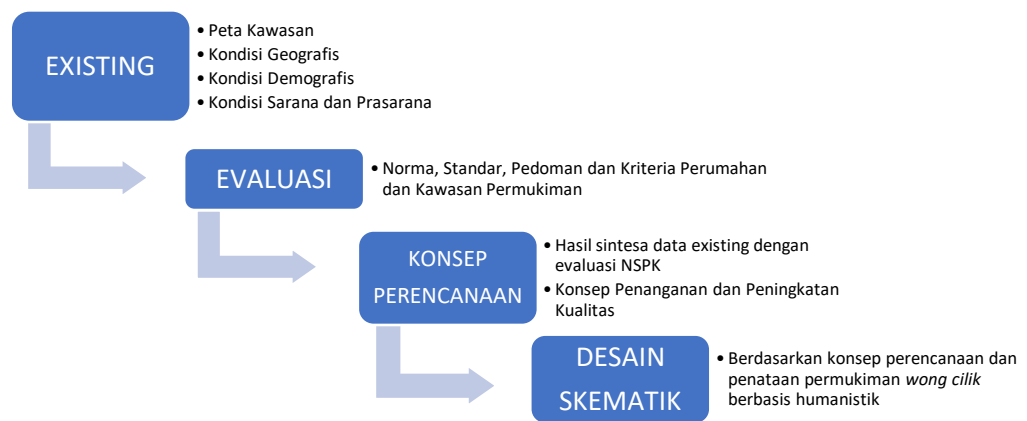 EXISTING
• Peta Kawasan
• Kondisi Geografis
• Kondisi Demografis
• Kondisi Sarana dan Prasarana
EVALUASI
• Norma, Standar, Pedoman dan Kriteria Perumahan
dan Kawasan Permukiman
KONSEP
PERENCANAAN
• Hasil sintesa data existing dengan
evaluasi NSPK
• Konsep Penanganan dan Peningkatan
Kualitas
DESAIN
SKEMATIK
• Berdasarkan konsep perencanaan dan
penataan permukiman wong cilik
berbasis humanistik